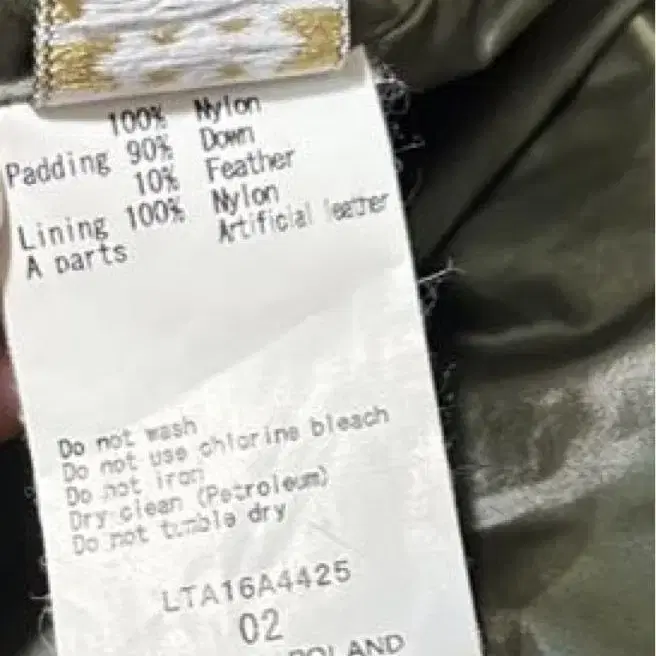 100% Nylon
Padding 90% Down
10% Feather
Lining 100% Nylon
A parts Artificial leather
Do not wash
Do not use chlorine bleach
Do not iron
Dry clean (Petroleum)
Do not tumble dry
LTA16A4425
02
POLAND